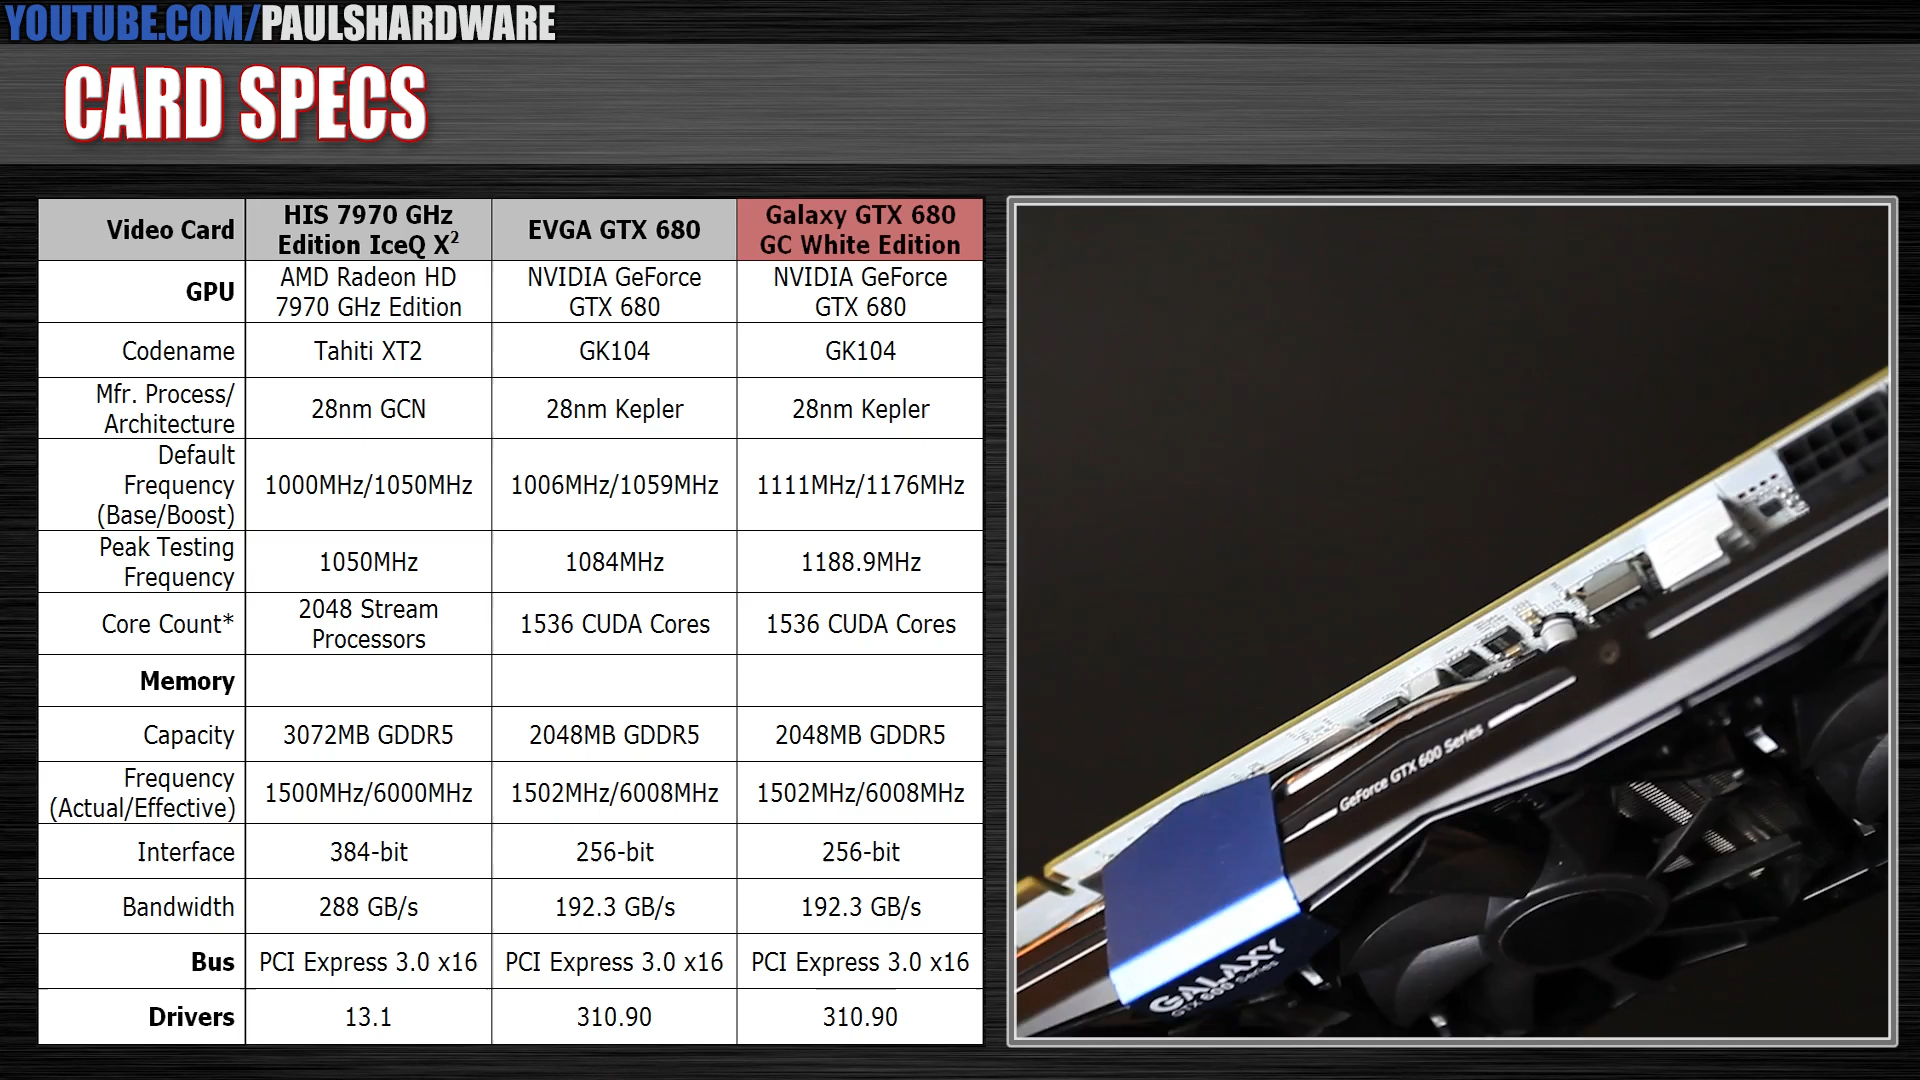 YOUTUBE.COM/PAULSHARDWARE
CARD SPECS
Video Card
HIS 7970 GHz
Edition IceQ X²
EVGA GTX 680
Galaxy GTX 680
GC White Edition
GPU
AMD Radeon HD
7970 GHz Edition
NVIDIA GeForce
GTX 680
NVIDIA GeForce
GTX 680
Codename
Tahiti XT2
GK104
GK104
Mfr. Process/
Architecture
28nm GCN
28nm Kepler
28nm Kepler
Default
Frequency
(Base/Boost)
1000MHz/1050MHz
1006MHz/1059MHz
1111MHz/1176MHz
Peak Testing
Frequency
1050MHz
1084MHz
1188.9MHz
Core Count*
2048 Stream
Processors
1536 CUDA Cores
1536 CUDA Cores
Memory
Capacity
3072MB GDDR5
2048MB GDDR5
2048MB GDDR5
Frequency
(Actual/Effective)
1500MHz/6000MHz
1502MHz/6008MHz
1502MHz/6008MHz
Interface
384-bit
256-bit
256-bit
Bandwidth
288 GB/s
192.3 GB/s
192.3 GB/s
Bus
PCI Express 3.0 x16
PCI Express 3.0 x16
PCI Express 3.0 x16
Drivers
13.1
310.90
310.90
GeForce GTX 600 Series
GALAXY
GTX 600 Series